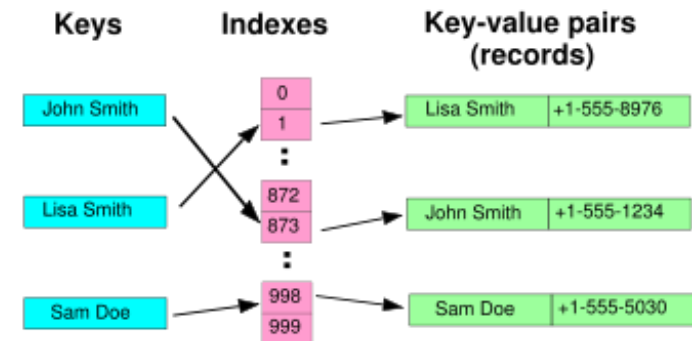 Keys
Indexes
Key-value pairs
(records)
John Smith
Lisa Smith
Sam Doe
0
1
:
872
873
:
998
999
Lisa Smith +1-555-8976
John Smith +1-555-1234
Sam Doe +1-555-5030